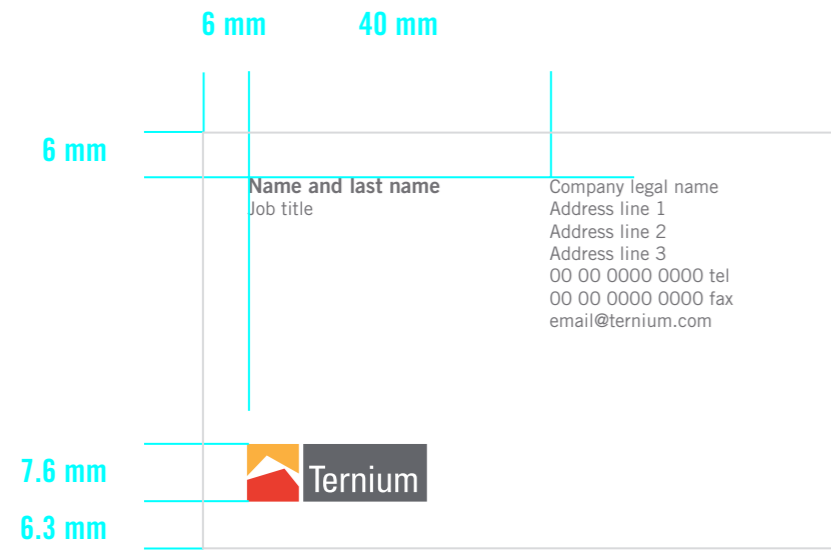 6 mm 40 mm
6 mm
Name and last name
Job title
Company legal name
Address line 1
Address line 2
Address line 3
00 00 0000 0000 tel
00 00 0000 0000 fax
email@ternium.com
7.6 mm
Ternium
6.3 mm